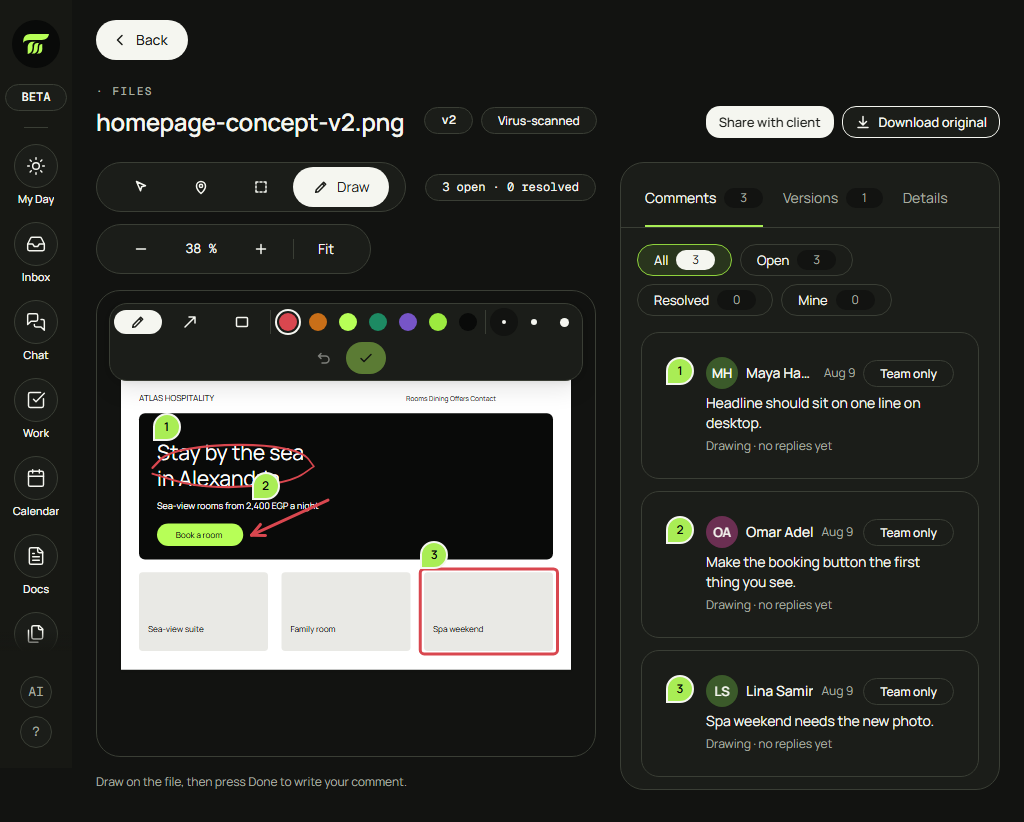 Back
BETA
· FILES
homepage-concept-v2.png
v2
Virus-scanned
Share with client
Download original
My Day
Inbox
Chat
Work
Calendar
Docs
AI
?
Draw
3 open · 0 resolved
38 %
Fit
ATLAS HOSPITALITY
Rooms Dining Offers Contact
1
Stay by the sea
in Alexandria
2
Sea-view rooms from 2,400 EGP a night
Book a room
3
Sea-view suite
Family room
Spa weekend
Draw on the file, then press Done to write your comment.
Comments 3
Versions 1
Details
All 3
Open 3
Resolved 0
Mine 0
1
MH
Maya Ha...
Aug 9
Team only
Headline should sit on one line on
desktop.
Drawing · no replies yet
2
OA
Omar Adel
Aug 9
Team only
Make the booking button the first
thing you see.
Drawing · no replies yet
3
LS
Lina Samir
Aug 9
Team only
Spa weekend needs the new photo.
Drawing · no replies yet